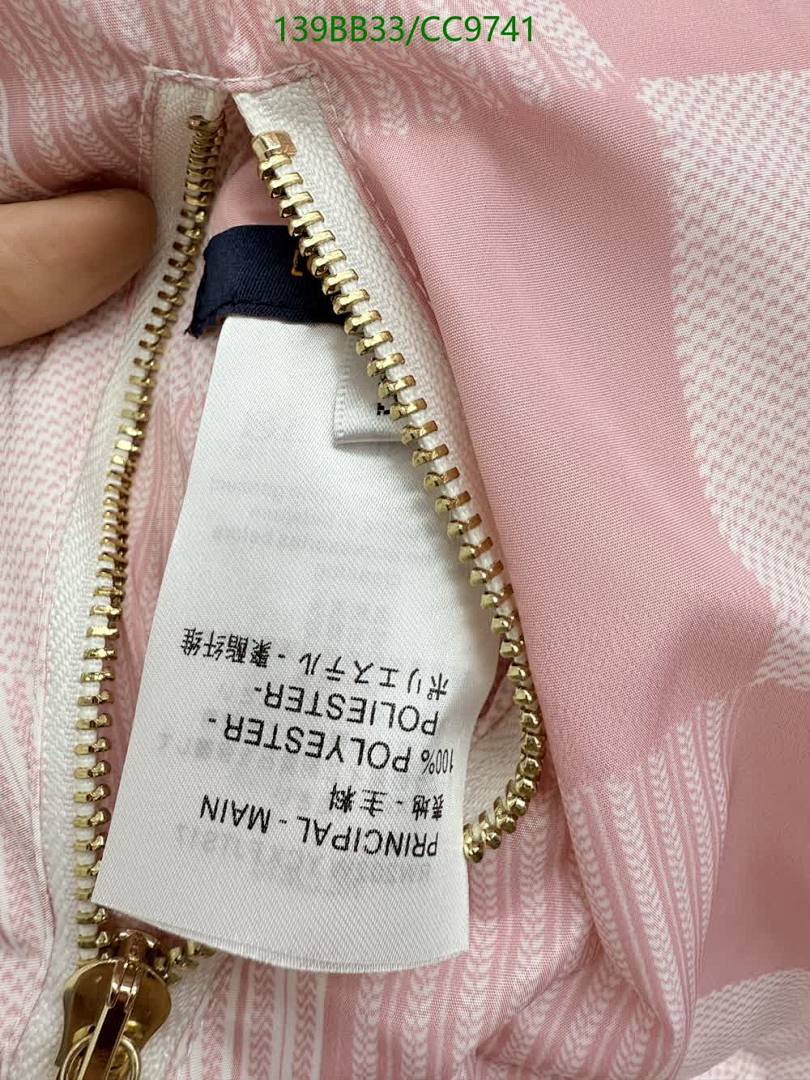 139BB33/CC9741
PRINCIPAL - MAIN
表地 - 主料
100% POLYESTER -
POLIESTER-
ポリエステル - 聚酯纤维